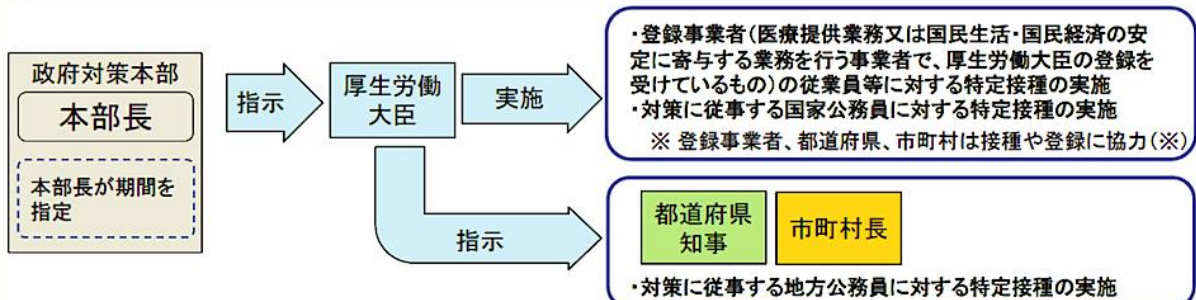 政府対策本部
本部長
本部長が期間を
指定
指示
厚生労働
大臣
実施
・登録事業者(医療提供業務又は国民生活・国民経済の安
定に寄与する業務を行う事業者で、厚生労働大臣の登録を
受けているもの)の従業員等に対する特定接種の実施
・対策に従事する国家公務員に対する特定接種の実施
※ 登録事業者、都道府県、市町村は接種や登録に協力(※)
指示
都道府県
知事
市町村長
・対策に従事する地方公務員に対する特定接種の実施